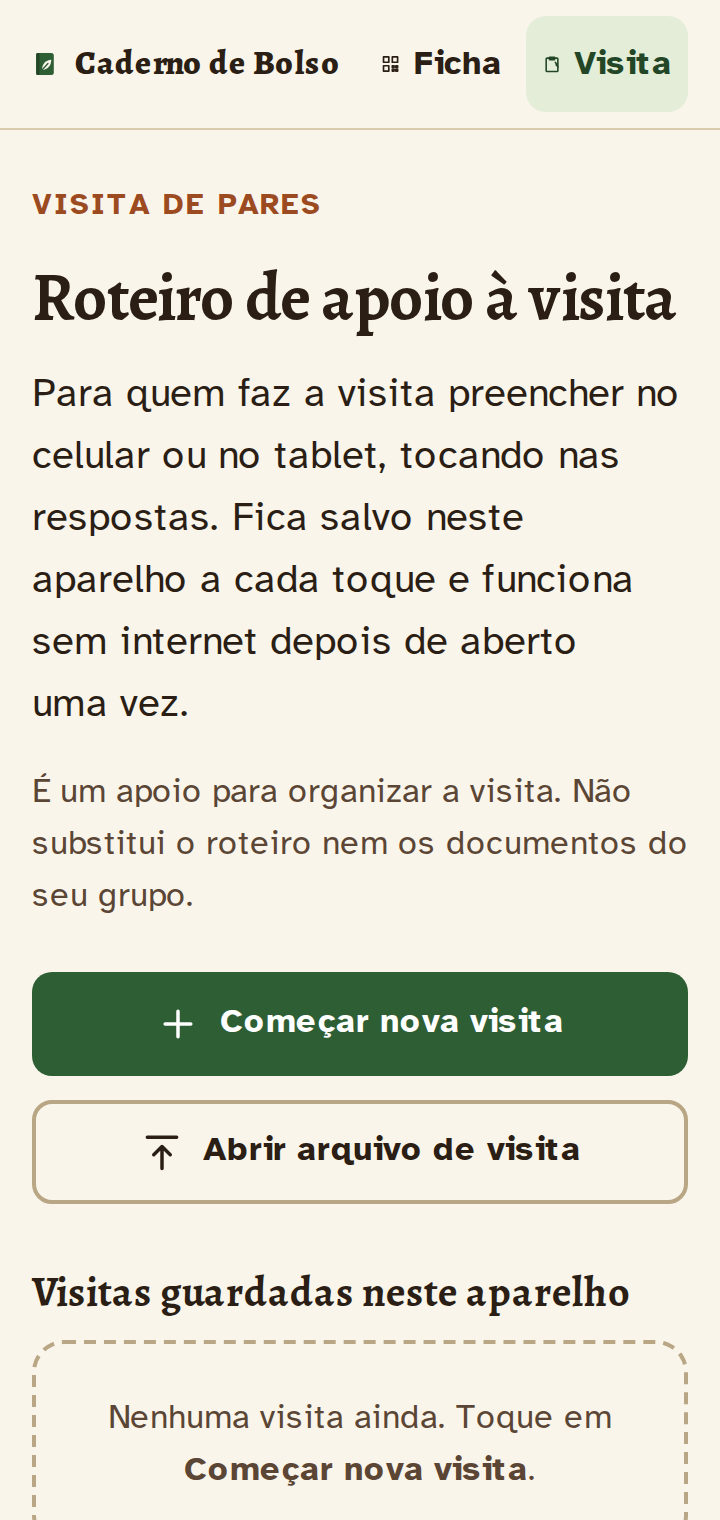 Caderno de Bolso Ficha Visita
VISITA DE PARES
Roteiro de apoio à visita
Para quem faz a visita preencher no
celular ou no tablet, tocando nas
respostas. Fica salvo neste
aparelho a cada toque e funciona
sem internet depois de aberto
uma vez.
É um apoio para organizar a visita. Não
substitui o roteiro nem os documentos do
seu grupo.
Começar nova visita
Abrir arquivo de visita
Visitas guardadas neste aparelho
Nenhuma visita ainda. Toque em
Começar nova visita.